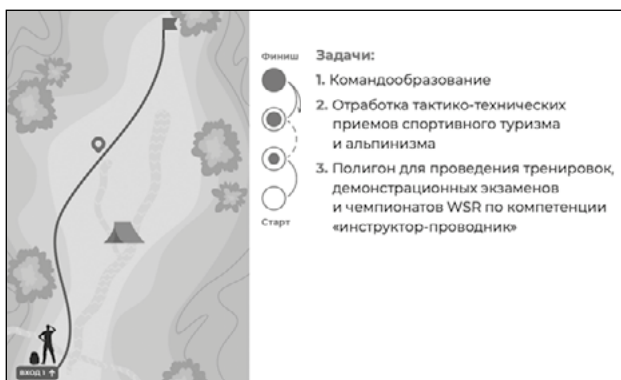 Финиш
Старт
Задачи:
1. Командообразование
2. Отработка тактико-технических
приемов спортивного туризма
и альпинизма
3. Полигон для проведения тренировок,
демонстрационных экзаменов
и чемпионатов WSR по компетенции
«инструктор-проводник»
ВХОД 1